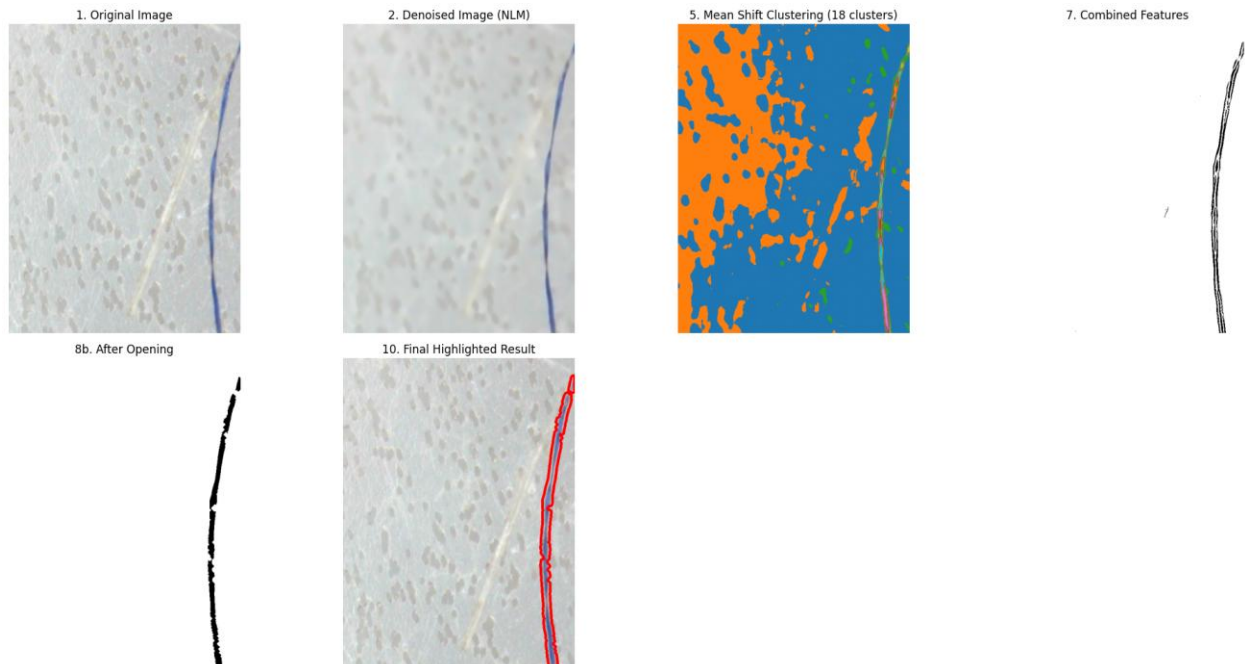 1. Original Image
2. Denoised Image (NLM)
5. Mean Shift Clustering (18 clusters)
7. Combined Features
8b. After Opening
10. Final Highlighted Result